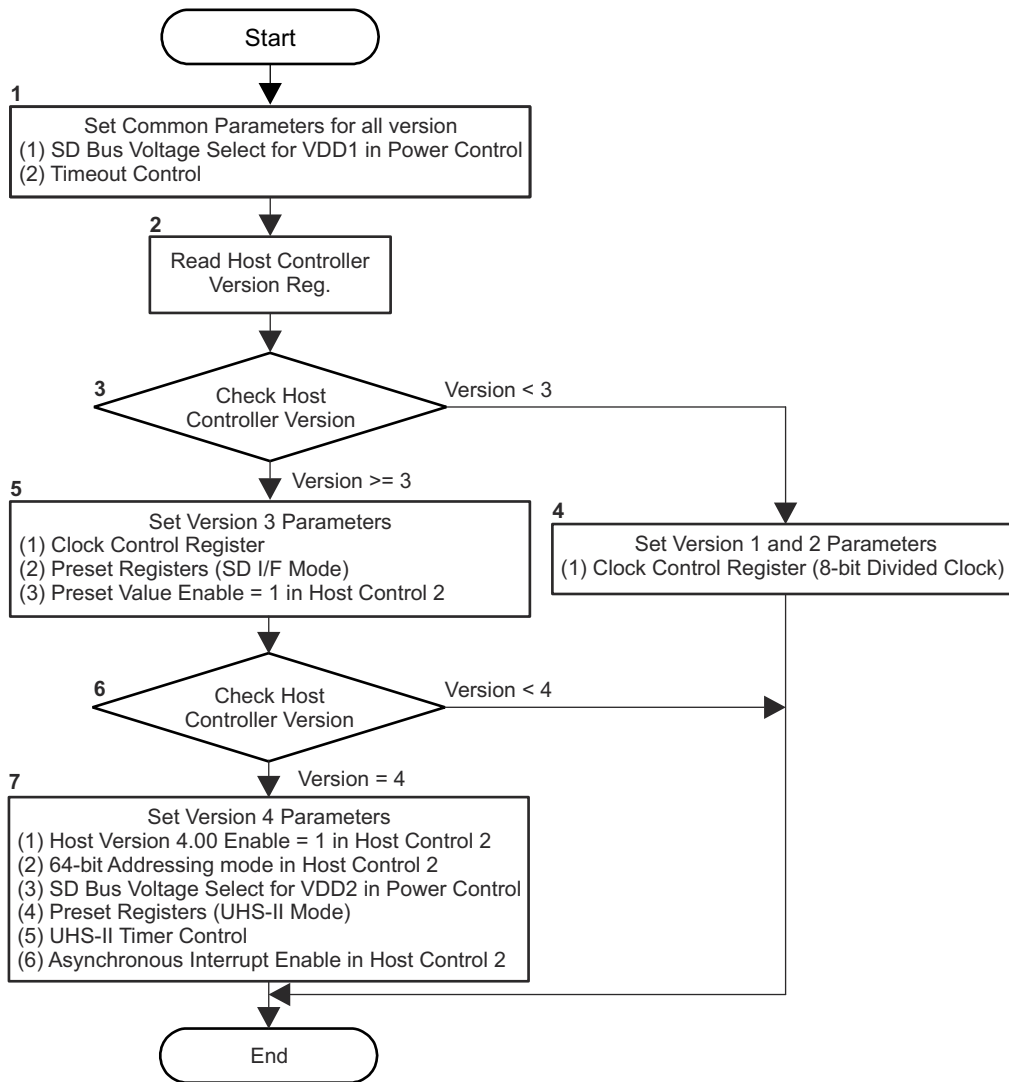 Start
1
Set Common Parameters for all version
(1) SD Bus Voltage Select for VDD1 in Power Control
(2) Timeout Control
2
Read Host Controller
Version Reg.
3
Check Host
Controller Version
Version < 3
Version >= 3
5
Set Version 3 Parameters
(1) Clock Control Register
(2) Preset Registers (SD I/F Mode)
(3) Preset Value Enable = 1 in Host Control 2
4
Set Version 1 and 2 Parameters
(1) Clock Control Register (8-bit Divided Clock)
6
Check Host
Controller Version
Version < 4
Version = 4
7
Set Version 4 Parameters
(1) Host Version 4.00 Enable = 1 in Host Control 2
(2) 64-bit Addressing mode in Host Control 2
(3) SD Bus Voltage Select for VDD2 in Power Control
(4) Preset Registers (UHS-II Mode)
(5) UHS-II Timer Control
(6) Asynchronous Interrupt Enable in Host Control 2
End